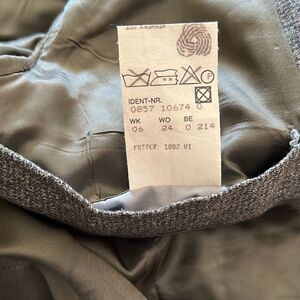 IDENT-NR.
0857 10674 0
WK WO BE
06 24 0 214
FUTTER: 100% VI